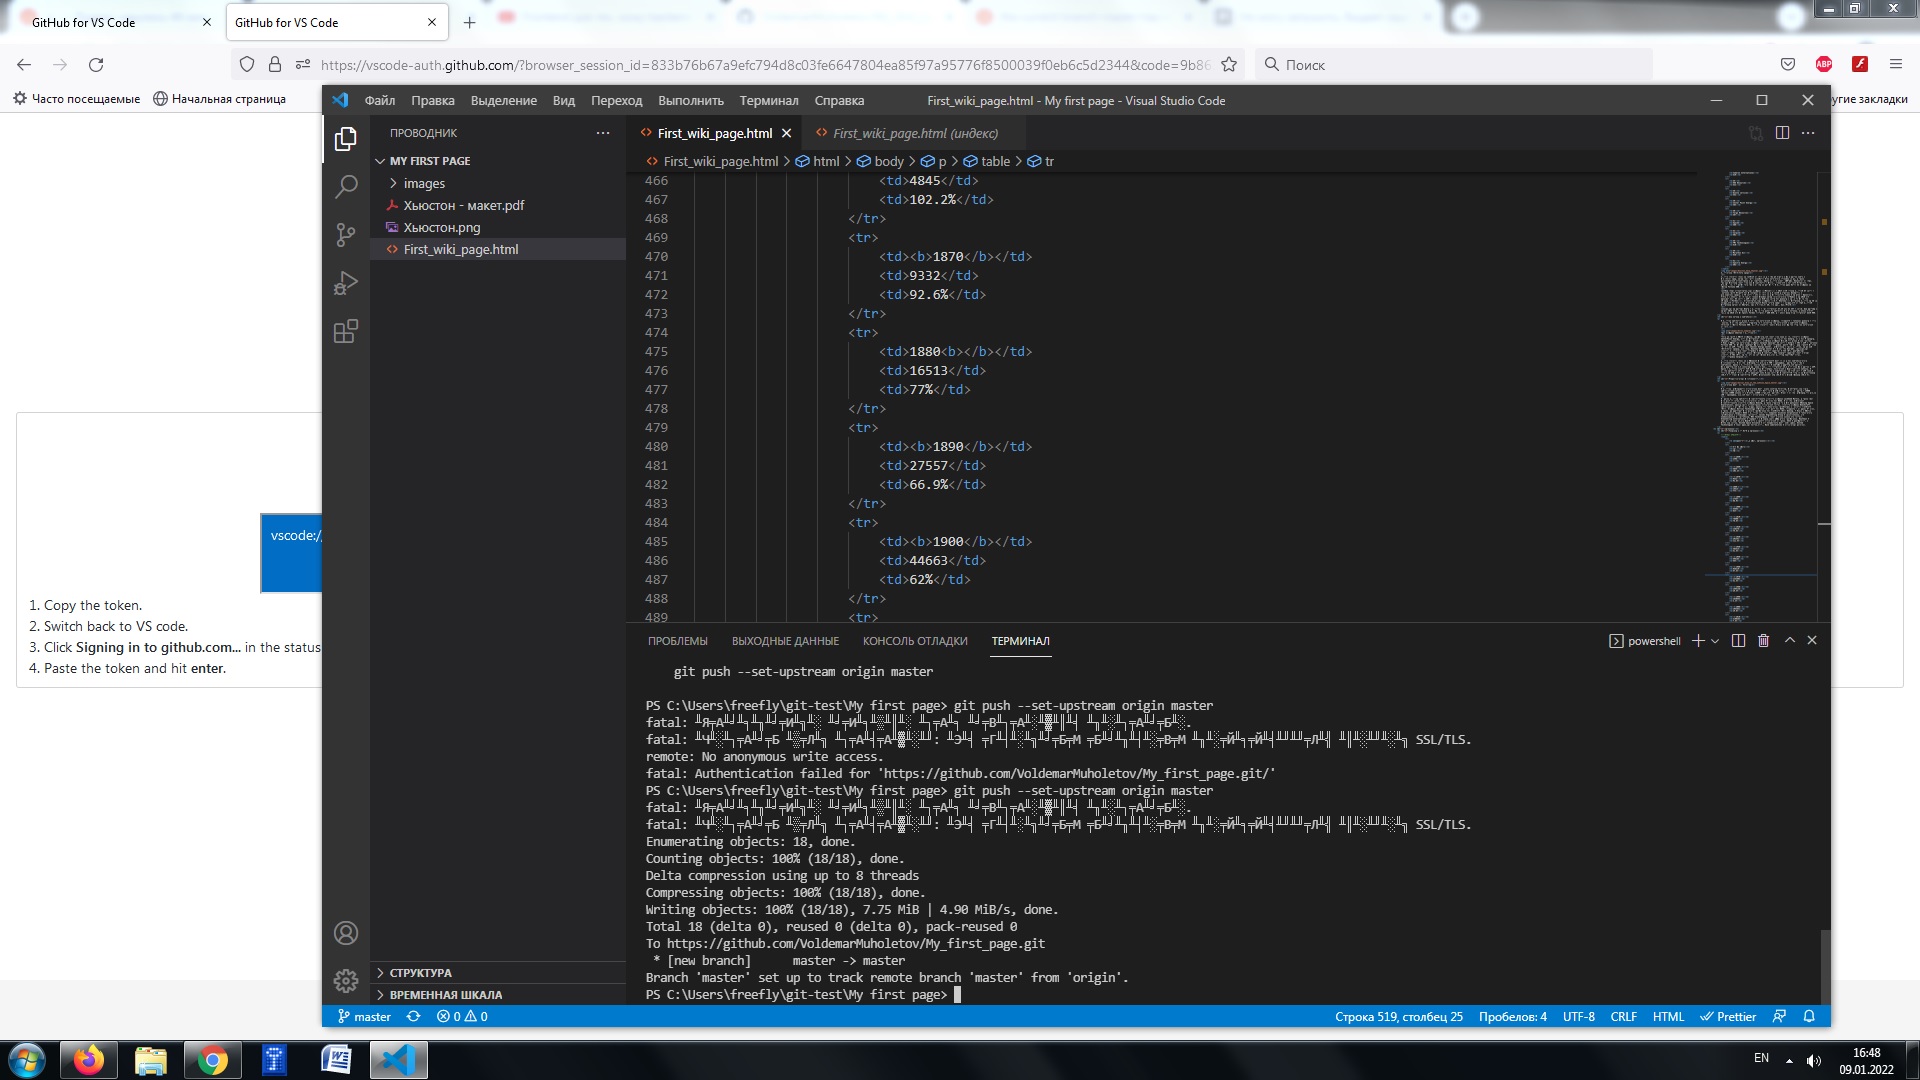 GitHub for VS Code
GitHub for VS Code
https://vscode-auth.github.com/?browser_session_id=833b76b67a9efc794d8c03fe6647804ea85f97a95776f8500039f0eb6c5d2344&code=9b86
Поиск
ABP
Часто посещаемые
Начальная страница
угие закладки
Файл Правка Выделение Вид Переход Выполнить Терминал Справка
First_wiki_page.html - My first page - Visual Studio Code
ПРОВОДНИК
MY FIRST PAGE
images
Хьюстон - макет.pdf
Хьюстон.png
First_wiki_page.html
СТРУКТУРА
ВРЕМЕННАЯ ШКАЛА
First_wiki_page.html
First_wiki_page.html (индекс)
First_wiki_page.html > html > body > p > table > tr
466 <td>4845</td>
467 <td>102.2%</td>
468 </tr>
469 <tr>
470 <td><b>1870</b></td>
471 <td>9332</td>
472 <td>92.6%</td>
473 </tr>
474 <tr>
475 <td>1880<b></b></td>
476 <td>16513</td>
477 <td>77%</td>
478 </tr>
479 <tr>
480 <td><b>1890</b></td>
481 <td>27557</td>
482 <td>66.9%</td>
483 </tr>
484 <tr>
485 <td><b>1900</b></td>
486 <td>44663</td>
487 <td>62%</td>
488 </tr>
489 <tr>
vscode:/
1. Copy the token.
2. Switch back to VS code.
3. Click Signing in to github.com... in the status
4. Paste the token and hit enter.
ПРОБЛЕМЫ ВЫХОДНЫЕ ДАННЫЕ КОНСОЛЬ ОТЛАДКИ ТЕРМИНАЛ
powershell
git push --set-upstream origin master
PS C:\Users\freefly\git-test\My first page> git push --set-upstream origin master
fatal:
fatal: SSL/TLS.
remote: No anonymous write access.
fatal: Authentication failed for 'https://github.com/VoldemarMuholetov/My_first_page.git/'
PS C:\Users\freefly\git-test\My first page> git push --set-upstream origin master
fatal:
fatal: SSL/TLS.
Enumerating objects: 18, done.
Counting objects: 100% (18/18), done.
Delta compression using up to 8 threads
Compressing objects: 100% (18/18), done.
Writing objects: 100% (18/18), 7.75 MiB | 4.90 MiB/s, done.
Total 18 (delta 0), reused 0 (delta 0), pack-reused 0
To https://github.com/VoldemarMuholetov/My_first_page.git
* [new branch] master -> master
Branch 'master' set up to track remote branch 'master' from 'origin'.
PS C:\Users\freefly\git-test\My first page>
master 0 0
Строка 519, столбец 25 Пробелов: 4 UTF-8 CRLF HTML Prettier
EN
16:48
09.01.2022